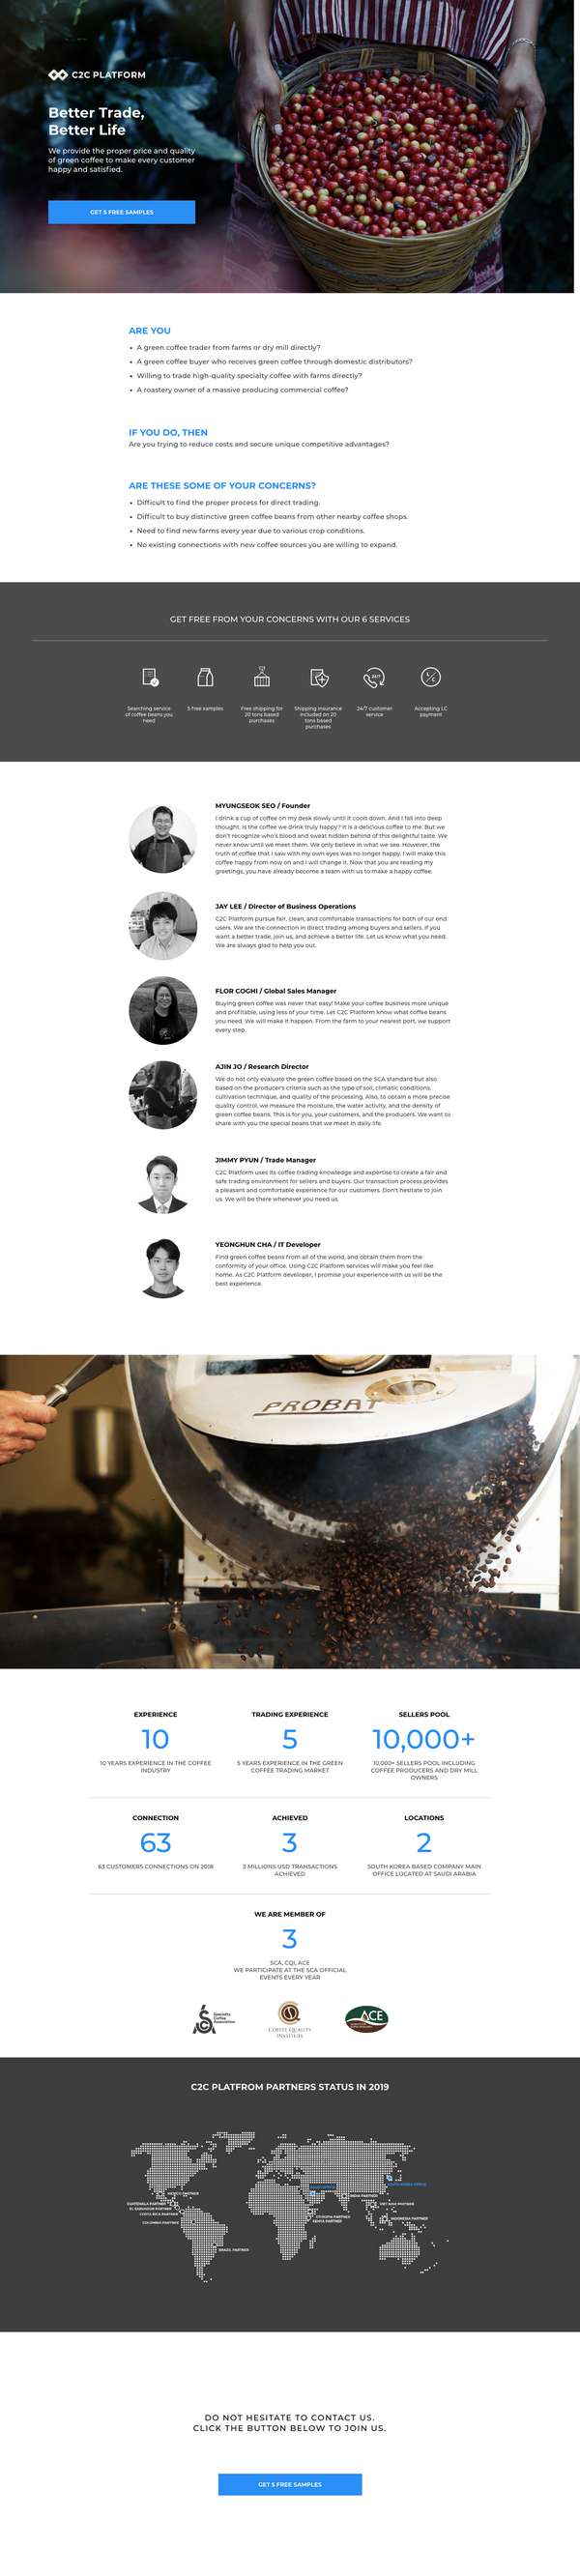 C2C PLATFORM
Better Trade,
Better Life
We provide the proper price and quality
of green coffee to make every customer
happy and satisfied.
GET 5 FREE SAMPLES
ARE YOU
• A green coffee trader from farms or dry mill directly?
• A green coffee buyer who receives green coffee through domestic distributors?
• Willing to trade high-quality specialty coffee with farms directly?
• A roastery owner of a massive producing commercial coffee?
IF YOU DO, THEN
Are you trying to reduce costs and secure unique competitive advantages?
ARE THESE SOME OF YOUR CONCERNS?
• Difficult to find the proper process for direct trading.
• Difficult to buy distinctive green coffee beans from other nearby coffee shops.
• Need to find new farms every year due to various crop conditions.
• No existing connections with new coffee sources you are willing to expand.
GET FREE FROM YOUR CONCERNS WITH OUR 6 SERVICES
24/7
Searching service
of coffee beans you
need
5 free samples
Free shipping for
20 tons based
purchases
Shipping insurance
included on 20
tons based
purchases
24/7 customer
service
Accepting LC
payment
MYUNGSEOK SEO / Founder
I drink a cup of coffee on my desk slowly until it cools down. And I fall into deep
thought. Is the coffee we drink truly happy? It is a delicious coffee to me. But we
don't recognize who's blood and sweat hidden behind of this delightful taste. We
never know until we meet them. We only believe in what we see. However, the
truth of coffee that I saw with my own eyes was no longer happy. I will make this
coffee happy from now on and I will change it. Now that you are reading my
greetings, you have already become a team with us to make a happy coffee.
JAY LEE / Director of Business Operations
C2C Platform pursue fair, clean, and comfortable transactions for both of our end
users. We are the connection in direct trading among buyers and sellers. If you
want a better trade, join us, and achieve a better life. Let us know what you need.
We are always glad to help you out.
FLOR COGHI / Global Sales Manager
Buying green coffee was never that easy! Make your coffee business more unique
and profitable, using less of your time. Let C2C Platform know what coffee beans
you need. We will make it happen. From the farm to your nearest port, we support
every step.
AJIN JO / Research Director
We do not only evaluate the green coffee based on the SCA standard but also
based on the producer's criteria such as the type of soil, climatic conditions,
cultivation technique, and quality of the processing. Also, to obtain a more precise
quality control, we measure the moisture, the water activity, and the density of
green coffee beans. This is for you, your customers, and the producers. We want to
share with you the special beans that we meet in daily life.
JIMMY PYUN / Trade Manager
C2C Platform uses its coffee trading knowledge and expertise to create a fair and
safe trading environment for sellers and buyers. Our transaction process provides
a pleasant and comfortable experience for our customers. Don't hesitate to join
us. We will be there whenever you need us.
YEONGHUN CHA / IT Developer
Find green coffee beans from all of the world, and obtain them from the
conformity of your office. Using C2C Platform services will make you feel like
home. As C2C Platform developer, I promise your experience with us will be the
best experience.
PROBAT
EXPERIENCE
10
10 YEARS EXPERIENCE IN THE COFFEE
INDUSTRY
TRADING EXPERIENCE
5
5 YEARS EXPERIENCE IN THE GREEN
COFFEE TRADING MARKET
SELLERS POOL
10,000+
10,000+ SELLERS POOL INCLUDING
COFFEE PRODUCERS AND DRY MILL
OWNERS
CONNECTION
63
63 CUSTOMERS CONNECTIONS ON 2018
ACHIEVED
3
3 MILLIONS USD TRANSACTIONS
ACHIEVED
LOCATIONS
2
SOUTH KOREA BASED COMPANY MAIN
OFFICE LOCATED AT SAUDI ARABIA
WE ARE MEMBER OF
3
SCA, CQI, ACE
WE PARTICIPATE AT THE SCA OFFICIAL
EVENTS EVERY YEAR
Specialty
Coffee
Association
COFFEE QUALITY
INSTITUTE
ACE
C2C PLATFROM PARTNERS STATUS IN 2019
MEXICO PARTNER
GUATEMALA PARTNER
EL SALVADOR PARTNER
COSTA RICA PARTNER
COLOMBIA PARTNER
BRAZIL PARTNER
ETHIOPIA PARTNER
KENYA PARTNER
INDIA PARTNER
VIETNAM PARTNER
INDONESIA PARTNER
DO NOT HESITATE TO CONTACT US.
CLICK THE BUTTON BELOW TO JOIN US.
GET 5 FREE SAMPLES